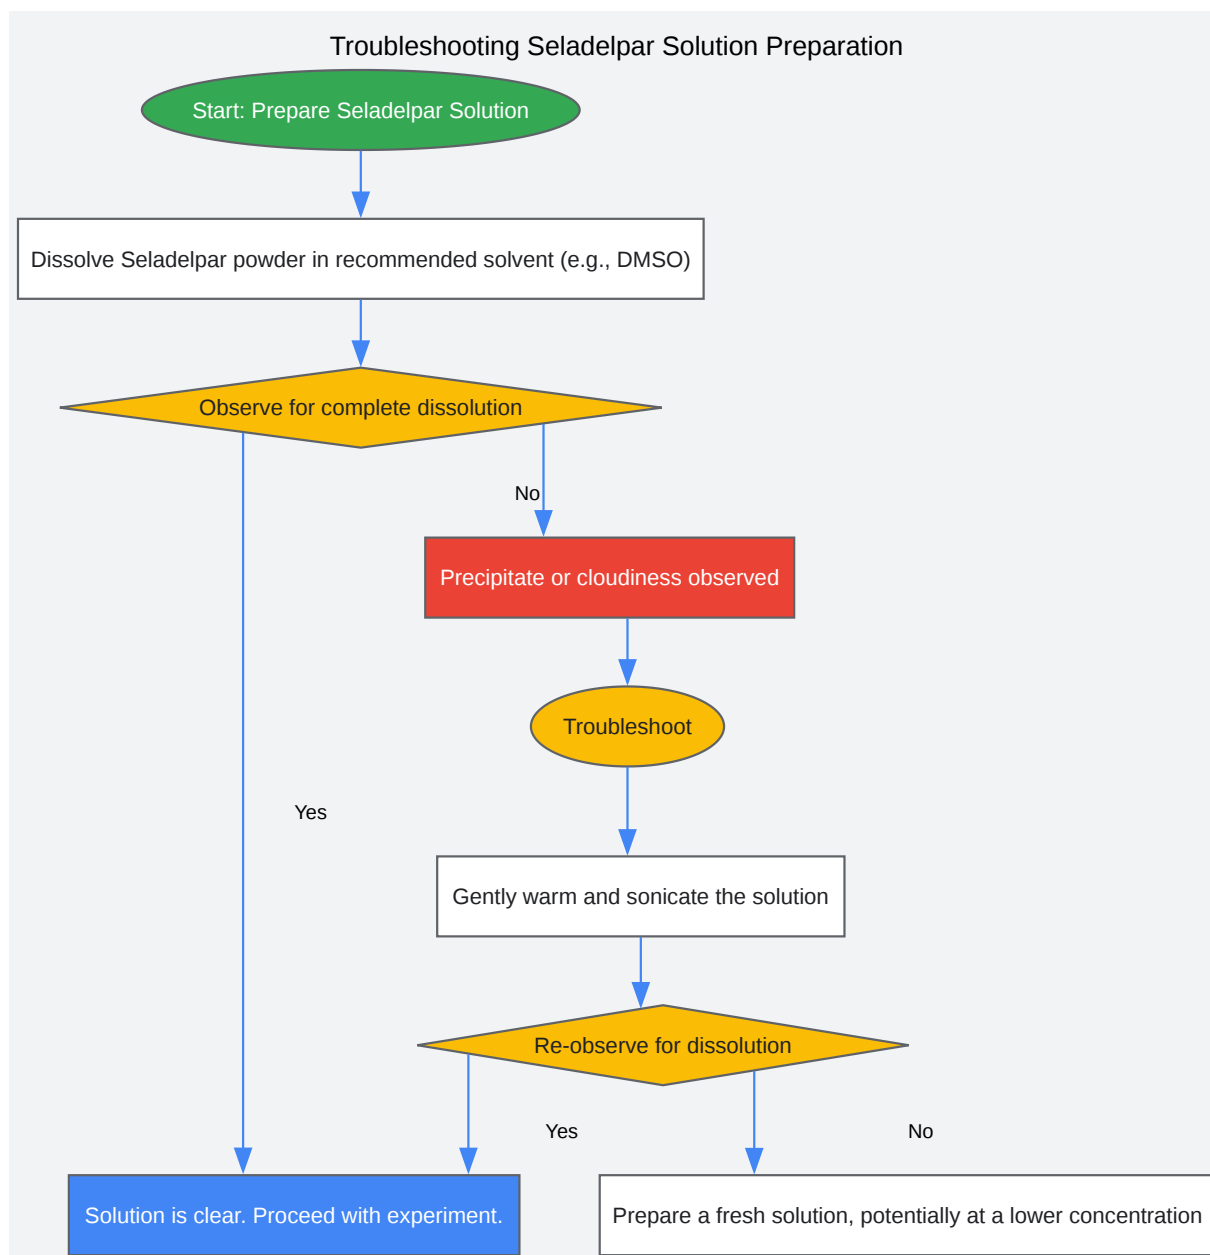 Troubleshooting Seladelpar Solution Preparation
Start: Prepare Seladelpar Solution
Dissolve Seladelpar powder in recommended solvent (e.g., DMSO)
Observe for complete dissolution
No
Precipitate or cloudiness observed
Troubleshoot
Yes
Gently warm and sonicate the solution
Re-observe for dissolution
Yes
No
Solution is clear. Proceed with experiment.
Prepare a fresh solution, potentially at a lower concentration